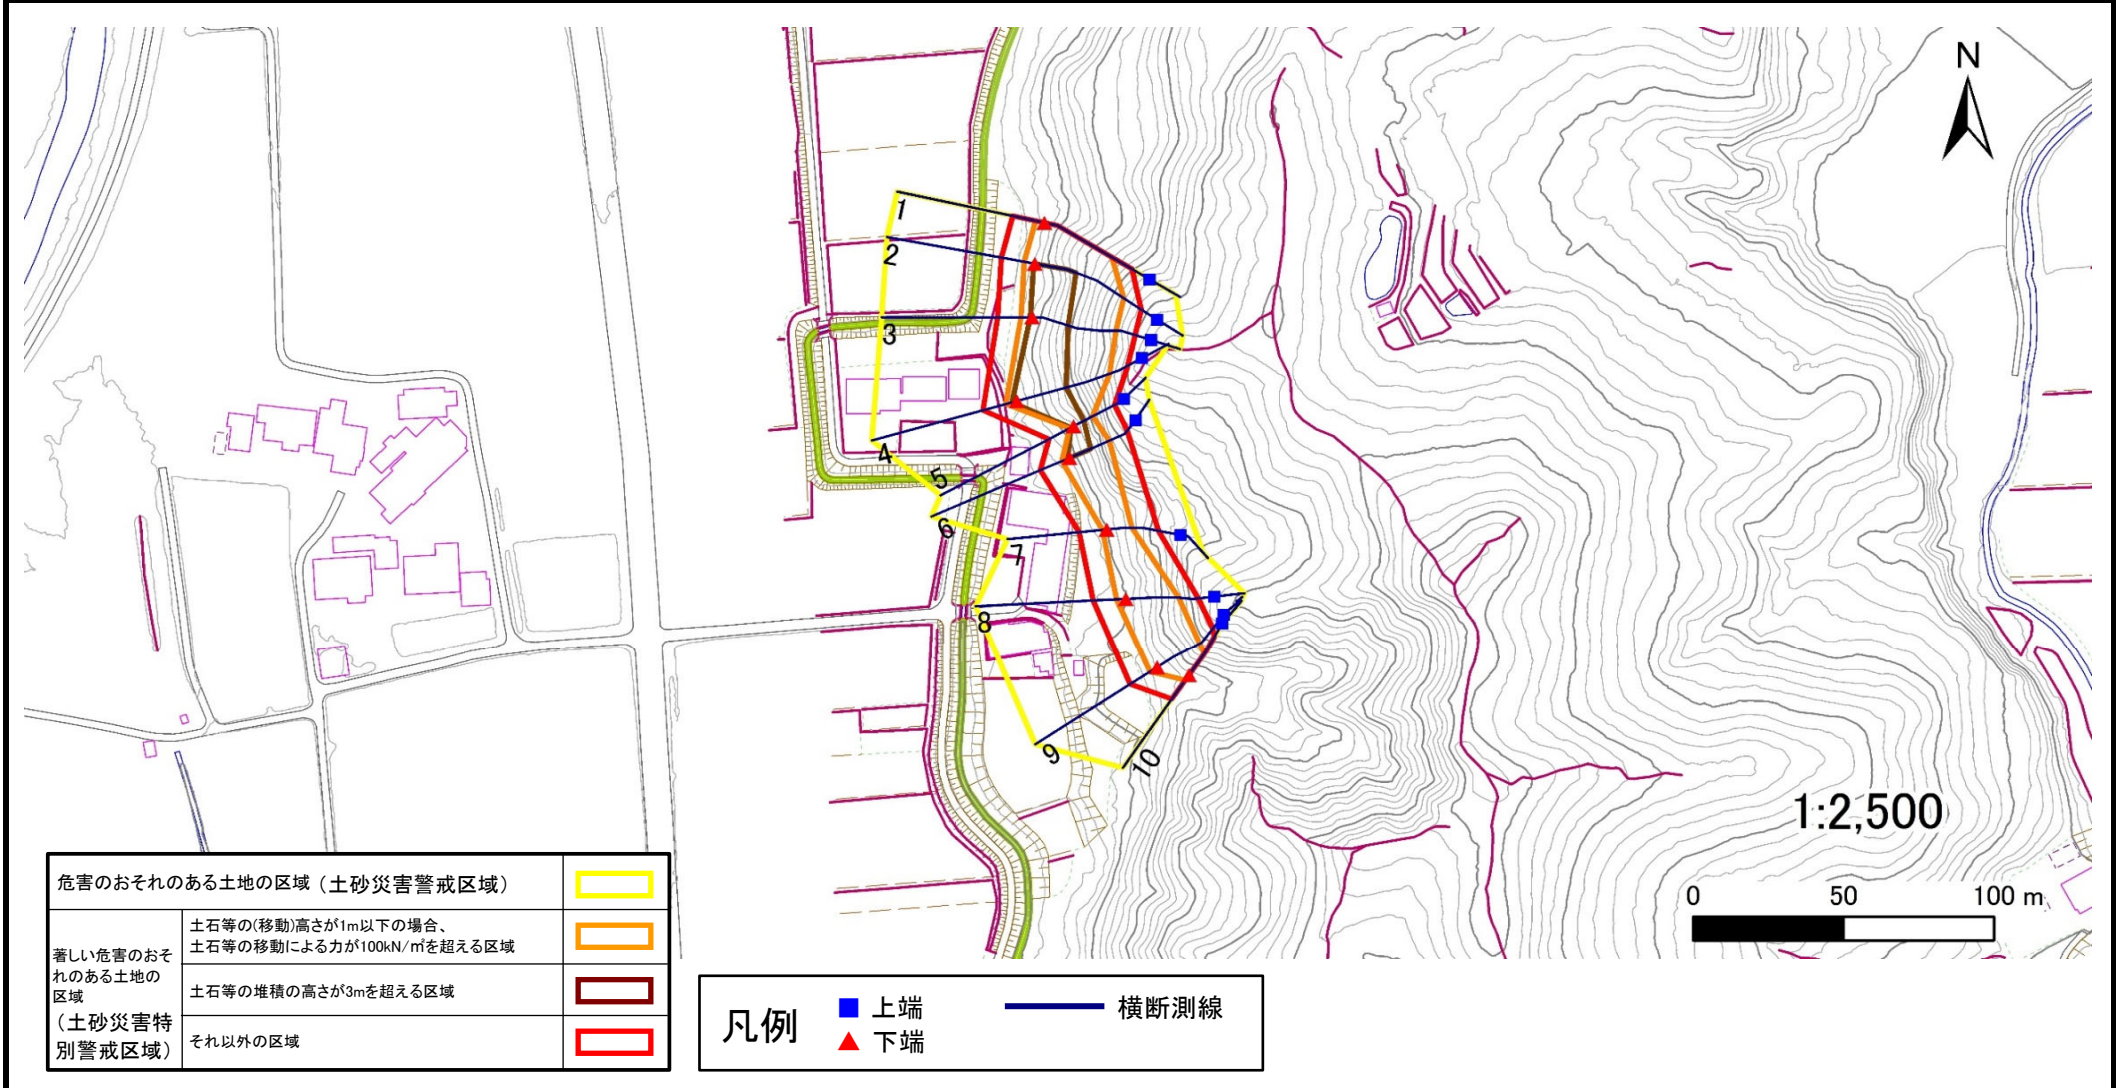 N
1
2
3
4
5
6
7
8
9
10
1:2,500
0 50 100 m
危害のおそれのある土地の区域（土砂災害警戒区域）
著しい危害のおそ
れのある土地の
区域
（土砂災害特
別警戒区域）
土石等の(移動)高さが1m以下の場合、
土石等の移動による力が100kN/㎡を超える区域
土石等の堆積の高さが3mを超える区域
それ以外の区域
凡例
上端
下端
横断測線